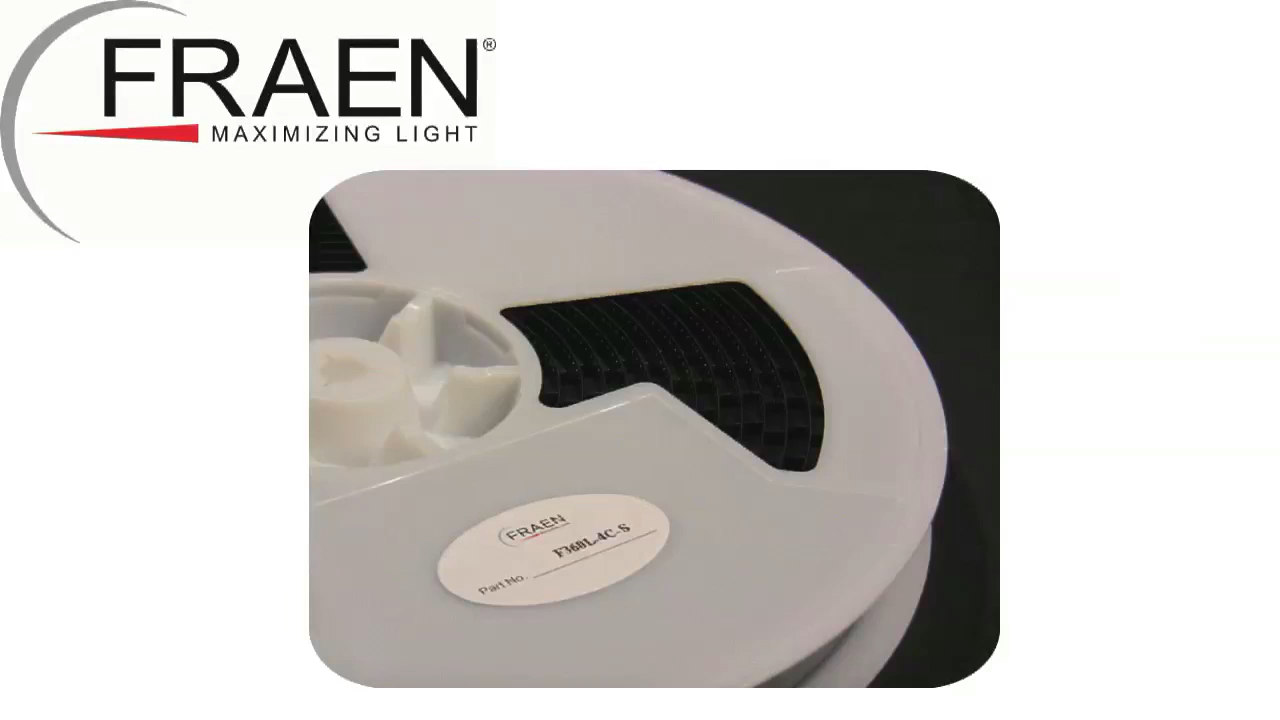 FRAEN®
MAXIMIZING LIGHT
FRAEN
F360L-4C-S
Part No.